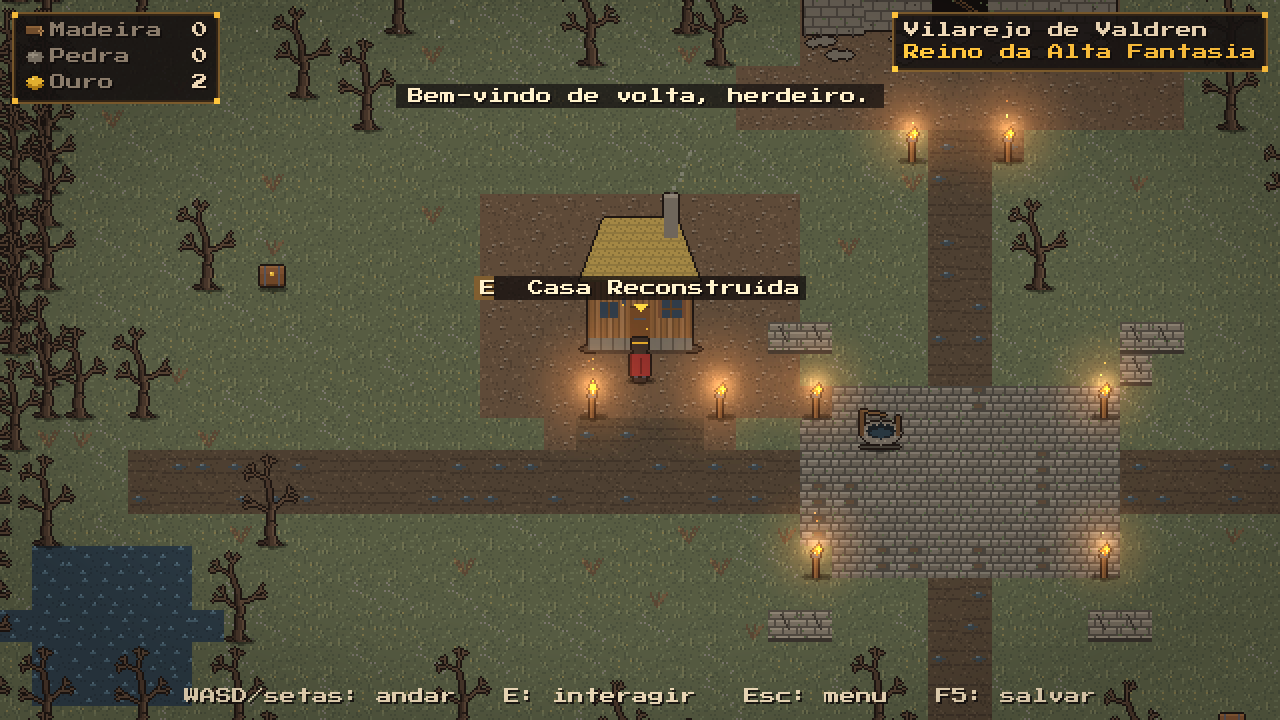 Madeira 0
Pedra 0
Ouro 2
Vilarejo de Valdren
Reino da Alta Fantasia
Bem-vindo de volta, herdeiro.
E Casa Reconstruída
WASD/setas: andar E: interagir Esc: menu F5: salvar